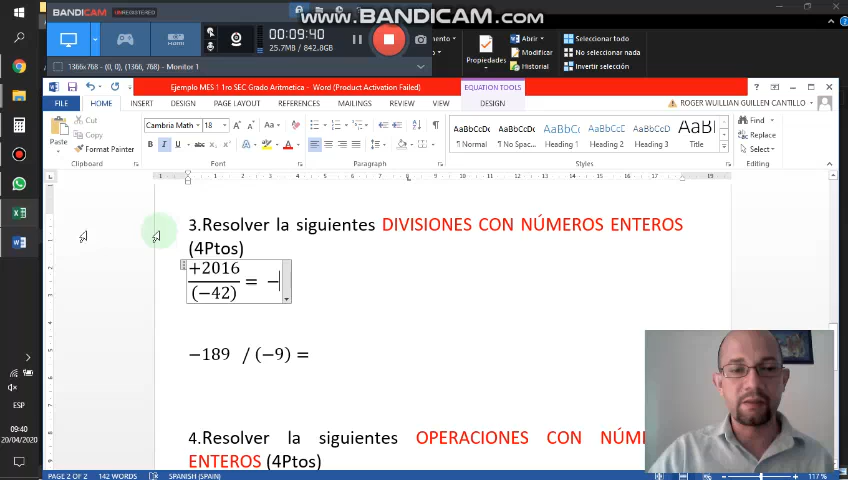 www.BANDICAM.com
BANDICAM UNREGISTERED
00:09:40
25.7MB / 842.8GB
1366x768 - (0, 0), (1366, 768) - Monitor 1
Propiedades
Modificar
Historial
Seleccionar todo
No seleccionar nada
Invertir selección
Ejemplo MES 1 1ro SEC Grado Aritmetica - Word (Product Activation Failed)
EQUATION TOOLS
FILE HOME INSERT DESIGN PAGE LAYOUT REFERENCES MAILINGS REVIEW VIEW DESIGN
ROGER WUILLIAN GUILLEN CANTILLO
Paste
Cut
Copy
Format Painter
Clipboard
Cambria Math 18
Font
Paragraph
AaBbCcDc AaBbCcDc AaBbCc AaBbCcC AaBbCcD AaBl
¶ Normal ¶ No Spac... Heading 1 Heading 2 Heading 3 Title
Styles
Find
Replace
Select
Editing
3.Resolver la siguientes DIVISIONES CON NÚMEROS ENTEROS
(4Ptos)
+2016
(−42) = −
−189 / (−9) =
4.Resolver la siguientes OPERACIONES CON NÚM
ENTEROS (4Ptos)
ESP
09:40
20/04/2020
PAGE 2 OF 2 142 WORDS SPANISH (SPAIN)
117 %